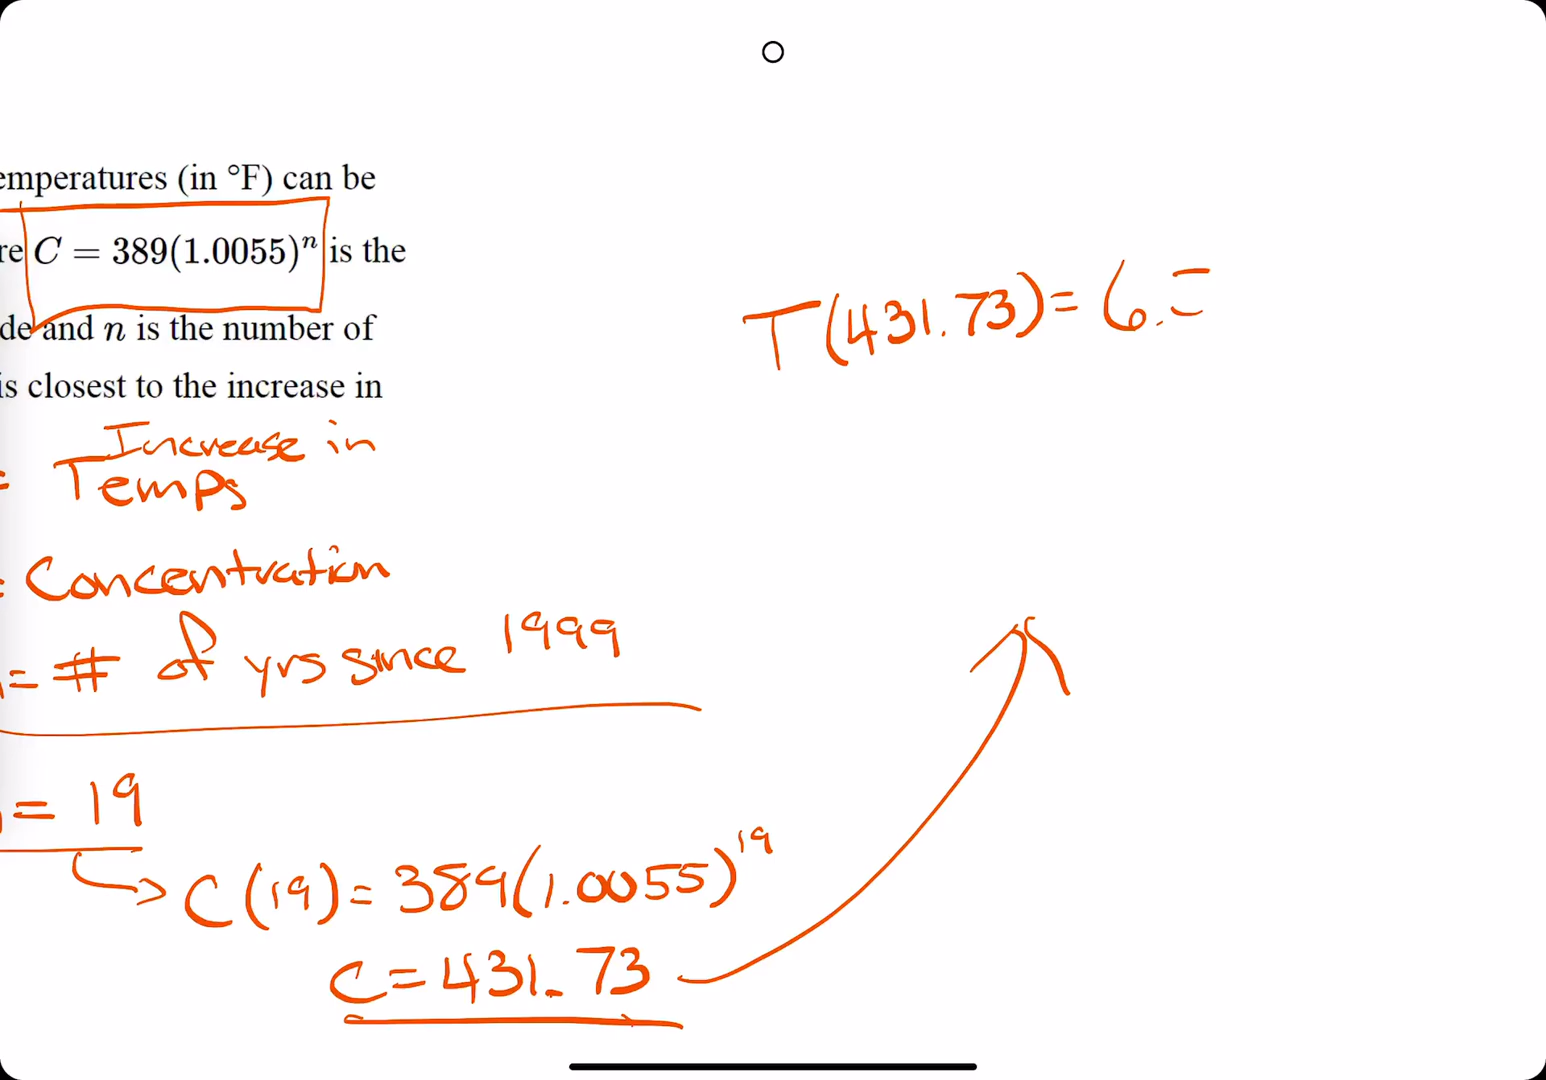 emperatures (in °F) can be
re C = 389(1.0055)ⁿ is the
de and n is the number of
is closest to the increase in
Increase in
= Temps
= Concentration
= # of yrs since 1999
= 19
C(19) = 389(1.0055)¹⁹
C = 431.73
T(431.73) = 6.